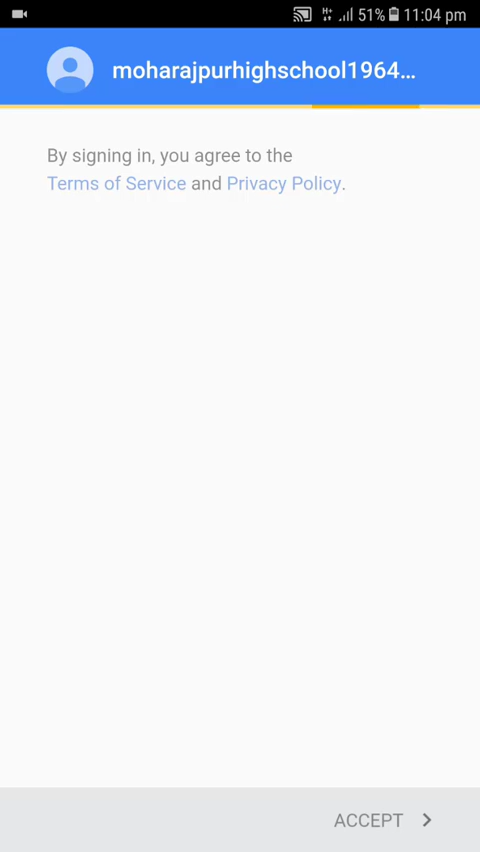 51% 11:04 pm
moharajpurhighschool1964...
By signing in, you agree to the
Terms of Service and Privacy Policy.
ACCEPT